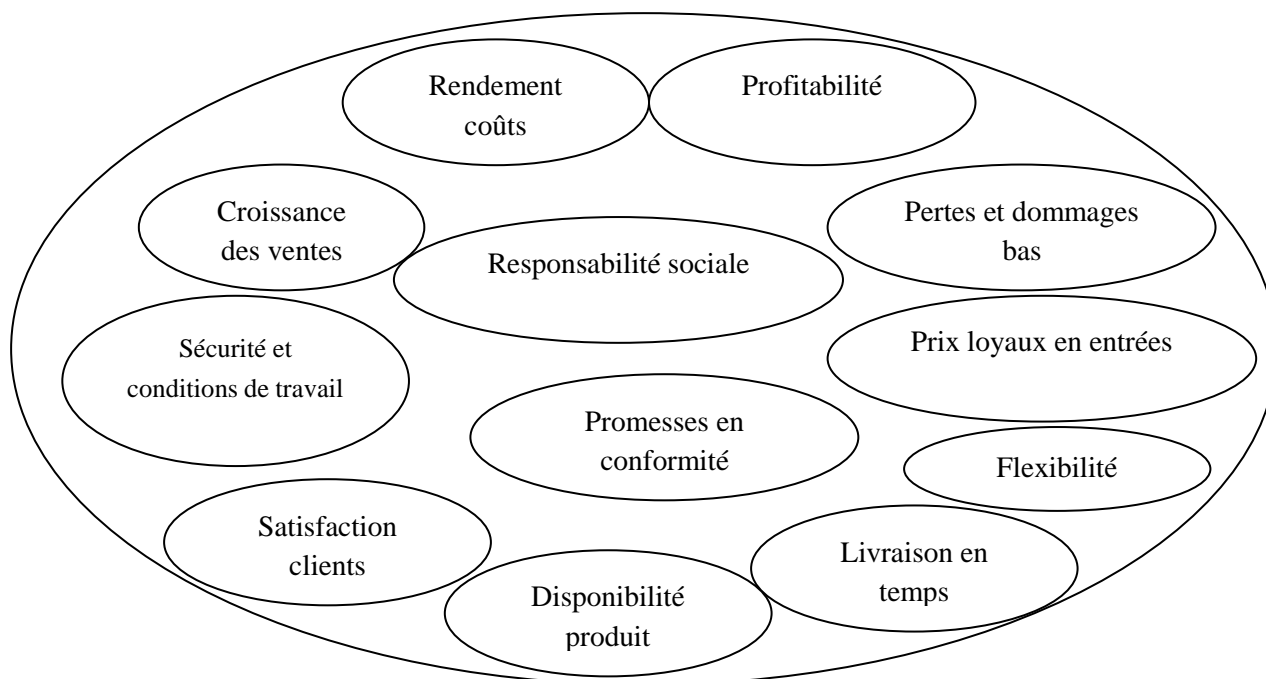 Rendement
coûts
Profitabilité
Croissance
des ventes
Pertes et dommages
bas
Responsabilité sociale
Sécurité et
conditions de travail
Prix loyaux en entrées
Promesses en
conformité
Flexibilité
Satisfaction
clients
Livraison en
temps
Disponibilité
produit